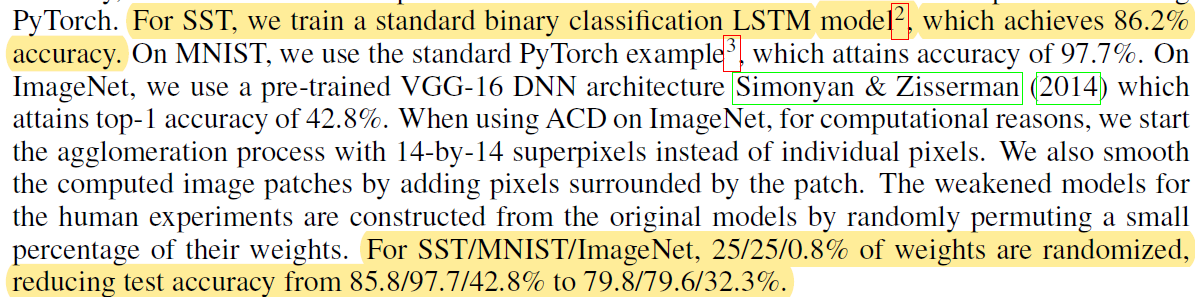 PyTorch. For SST, we train a standard binary classification LSTM model2, which achieves 86.2%
accuracy. On MNIST, we use the standard PyTorch example3, which attains accuracy of 97.7%. On
ImageNet, we use a pre-trained VGG-16 DNN architecture Simonyan & Zisserman (2014) which
attains top-1 accuracy of 42.8%. When using ACD on ImageNet, for computational reasons, we start
the agglomeration process with 14-by-14 superpixels instead of individual pixels. We also smooth
the computed image patches by adding pixels surrounded by the patch. The weakened models for
the human experiments are constructed from the original models by randomly permuting a small
percentage of their weights. For SST/MNIST/ImageNet, 25/25/0.8% of weights are randomized,
reducing test accuracy from 85.8/97.7/42.8% to 79.8/79.6/32.3%.